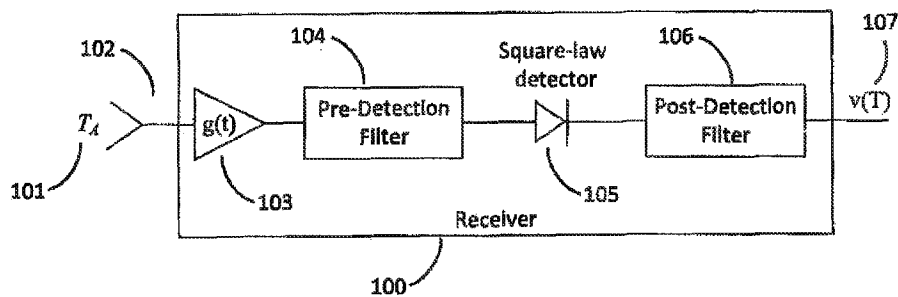 102
104
Square-law
detector
106
107
T_A
g(t)
Pre-Detection
Filter
Post-Detection
Filter
v(T)
101
103
105
Receiver
100